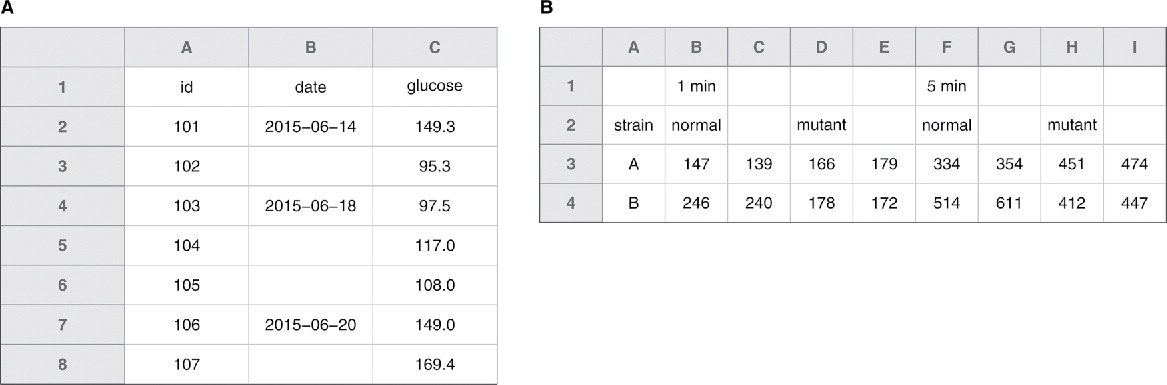 A
A B C
1 id date glucose
2 101 2015–06–14 149.3
3 102 95.3
4 103 2015–06–18 97.5
5 104 117.0
6 105 108.0
7 106 2015–06–20 149.0
8 107 169.4
B
A B C D E F G H I
1 1 min 5 min
2 strain normal mutant normal mutant
3 A 147 139 166 179 334 354 451 474
4 B 246 240 178 172 514 611 412 447